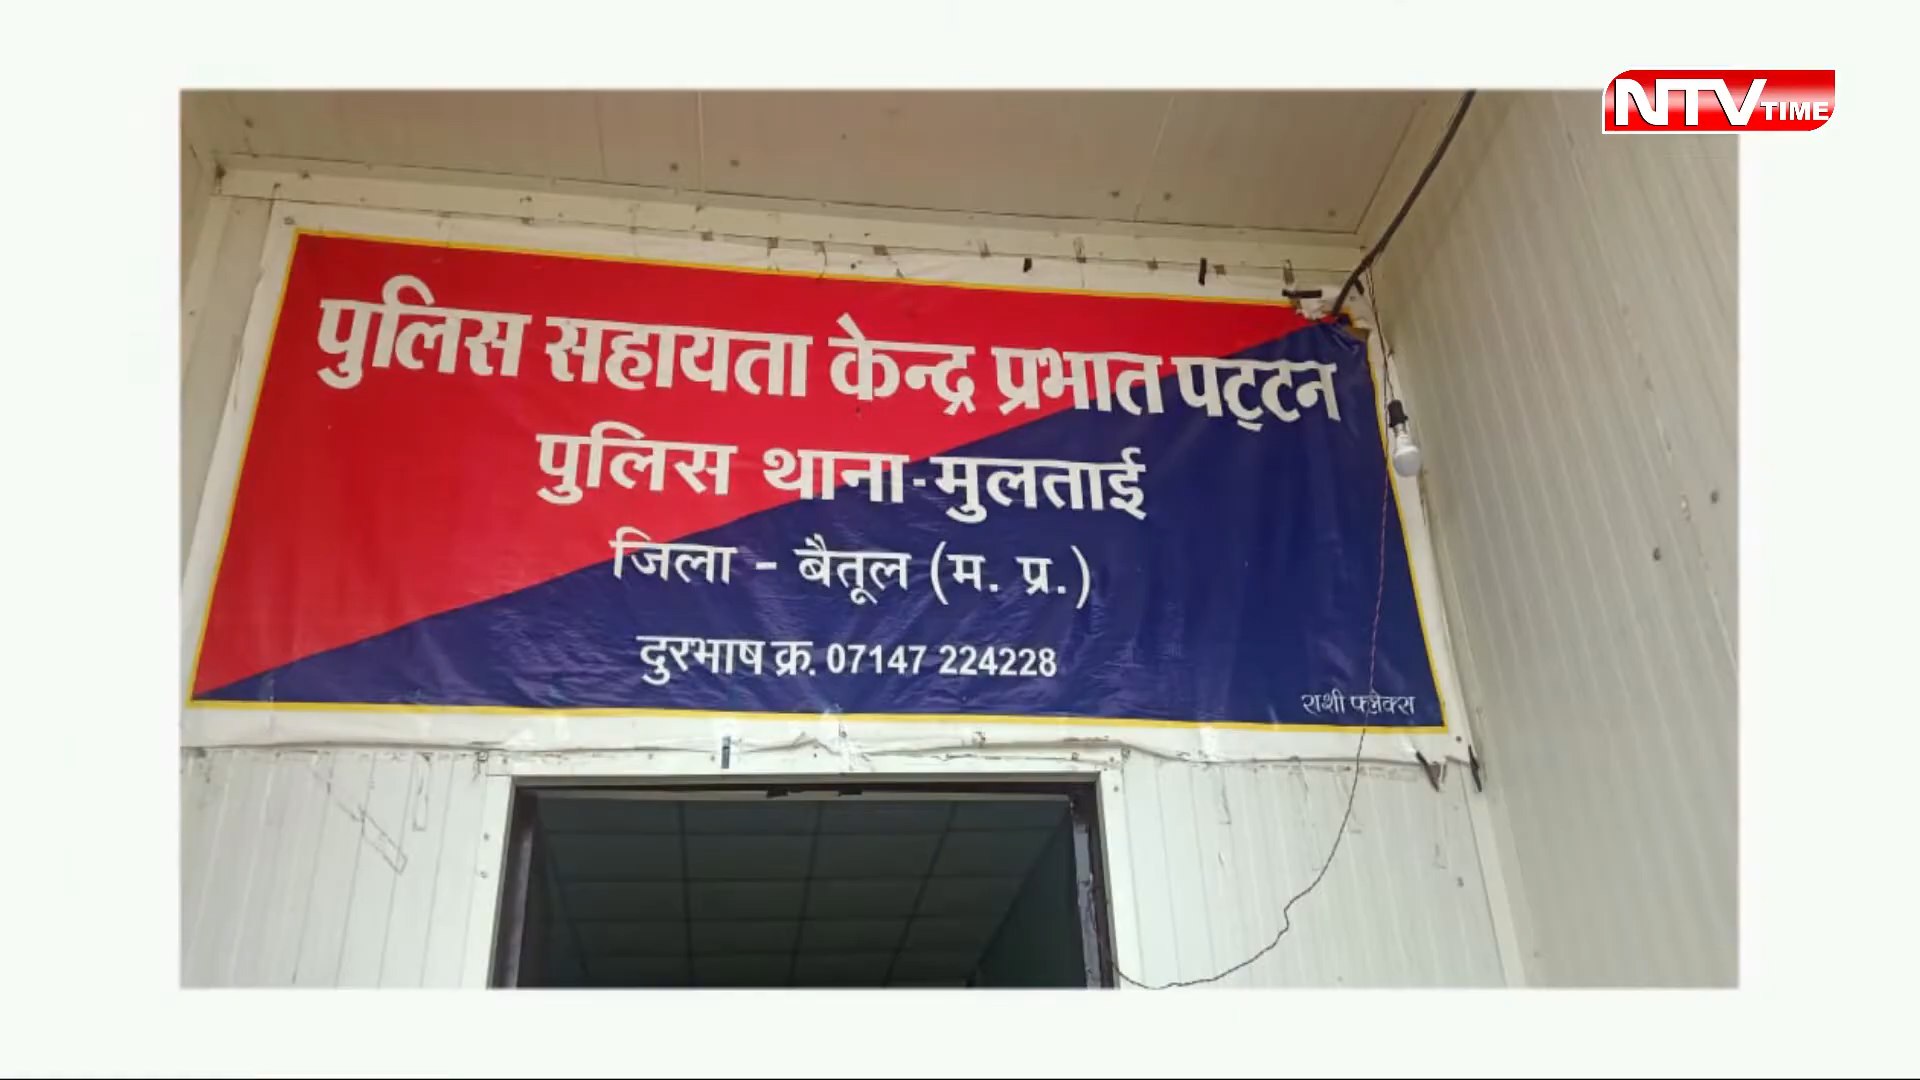 NTV TIME
पुलिस सहायता केन्द्र प्रभात पट्टन
पुलिस थाना-मुलताई
जिला - बैतूल (म. प्र.)
दुरभाष क्र. 07147 224228
राशी फ्लेक्स